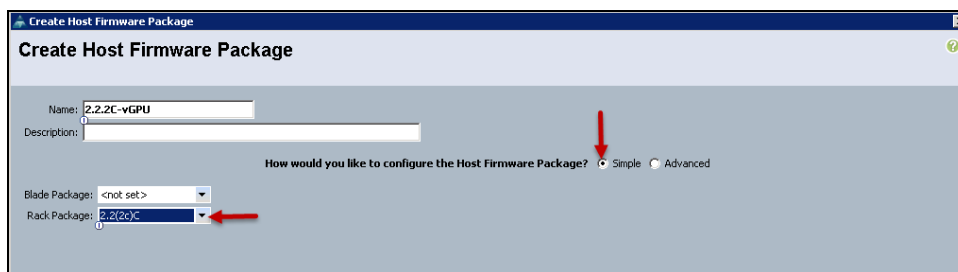 Create Host Firmware Package
Create Host Firmware Package
Name: 2.2.2C-vGPU
Description:
How would you like to configure the Host Firmware Package? Simple Advanced
Blade Package: <not set>
Rack Package: 2.2(2c)C